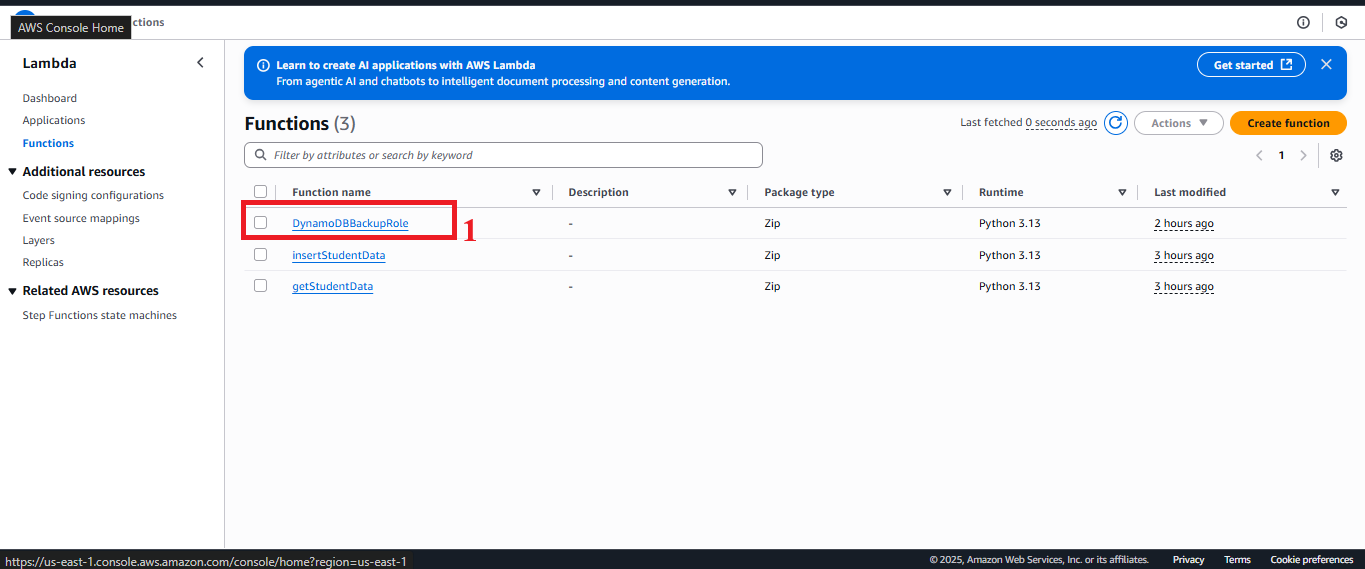 AWS Console Home
ctions
Lambda
Dashboard
Applications
Functions
Additional resources
Code signing configurations
Event source mappings
Layers
Replicas
Related AWS resources
Step Functions state machines
Learn to create AI applications with AWS Lambda
From agentic AI and chatbots to intelligent document processing and content generation.
Get started
Functions (3)
Last fetched 0 seconds ago
Actions
Create function
Filter by attributes or search by keyword
1
Function name Description Package type Runtime Last modified
DynamoDBBackupRole - Zip Python 3.13 2 hours ago
1
insertStudentData - Zip Python 3.13 3 hours ago
getStudentData - Zip Python 3.13 3 hours ago
https://us-east-1.console.aws.amazon.com/console/home?region=us-east-1
© 2025, Amazon Web Services, Inc. or its affiliates. Privacy Terms Cookie preferences